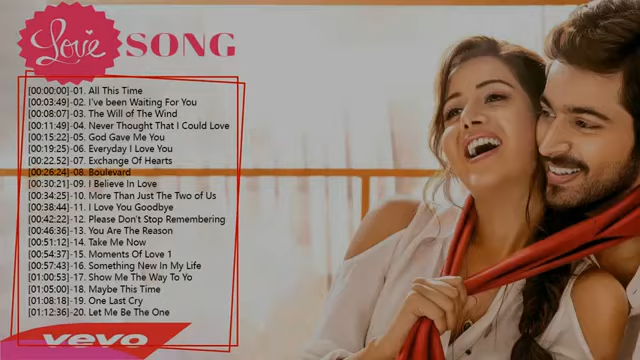 Love SONG
[00:00:00]-01. All This Time
[00:03:49]-02. I've been Waiting For You
[00:08:07]-03. The Will of The Wind
[00:11:49]-04. Never Thought That I Could Love
[00:15:22]-05. God Gave Me You
[00:19:25]-06. Everyday I Love You
[00:22.52]-07. Exchange Of Hearts
[00:26:24]-08. Boulevard
[00:30:21]-09. I Believe In Love
[00:34:25]-10. More Than Just The Two of Us
[00:38:44]-11. I Love You Goodbye
[00:42:22]-12. Please Don't Stop Remembering
[00:46:36]-13. You Are The Reason
[00:51:12]-14. Take Me Now
[00:54:37]-15. Moments Of Love 1
[00:57:43]-16. Something New In My Life
[01:00:53]-17. Show Me The Way To Yo
[01:05:00]-18. Maybe This Time
[01:08:18]-19. One Last Cry
[01:12:36]-20. Let Me Be The One
vevo